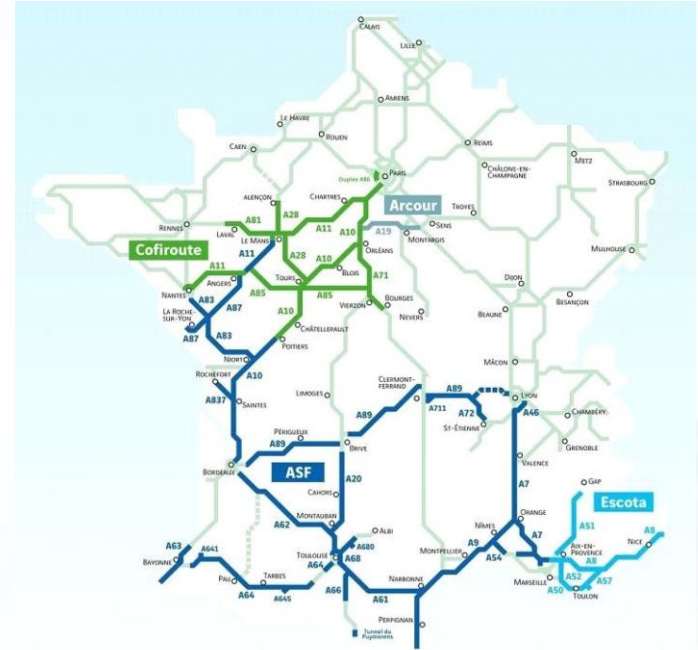 CALAIS
LILLE
AMIENS
LE HAVRE
ROUEN
CAEN
REIMS
METZ
CHÂLONS-EN-
CHAMPAGNE
Duplex A86
PARIS
STRASBOURG
ALENÇON
CHARTRES
Arcour
TROYES
RENNES
A81
A28
A11
A10
A19
SENS
LAVAL
LE MANS
MONTARGIS
Cofiroute
A11
A28
A10
ORLÉANS
MULHOUSE
A11
ANGERS
TOURS
BLOIS
A71
DIJON
NANTES
A83
A85
A85
VIERZON
BOURGES
BESANÇON
LA ROCHE-
SUR-YON
A87
A10
NEVERS
BEAUNE
A87
A83
CHÂTELLERAULT
POITIERS
NIORT
A10
MÂCON
ROCHEFORT
A837
SAINTES
LIMOGES
CLERMONT-
FERRAND
A89
A711
A72
LYON
A46
CHAMBÉRY
ST-ÉTIENNE
PÉRIGUEUX
A89
A89
BRIVE
GRENOBLE
BORDEAUX
ASF
A20
VALENCE
CAHORS
A7
GAP
MONTAUBAN
A62
ORANGE
Escota
ALBI
NÎMES
A7
A51
A8
NICE
A63
A641
TOULOUSE
A680
A68
A64
MONTPELLIER
A9
A54
AIX-EN-
PROVENCE
A8
BAYONNE
PAU
TARBES
A64
A645
A66
A61
NARBONNE
MARSEILLE
A52
A50
A57
TOULON
PERPIGNAN
Tunnel du
Puymorens